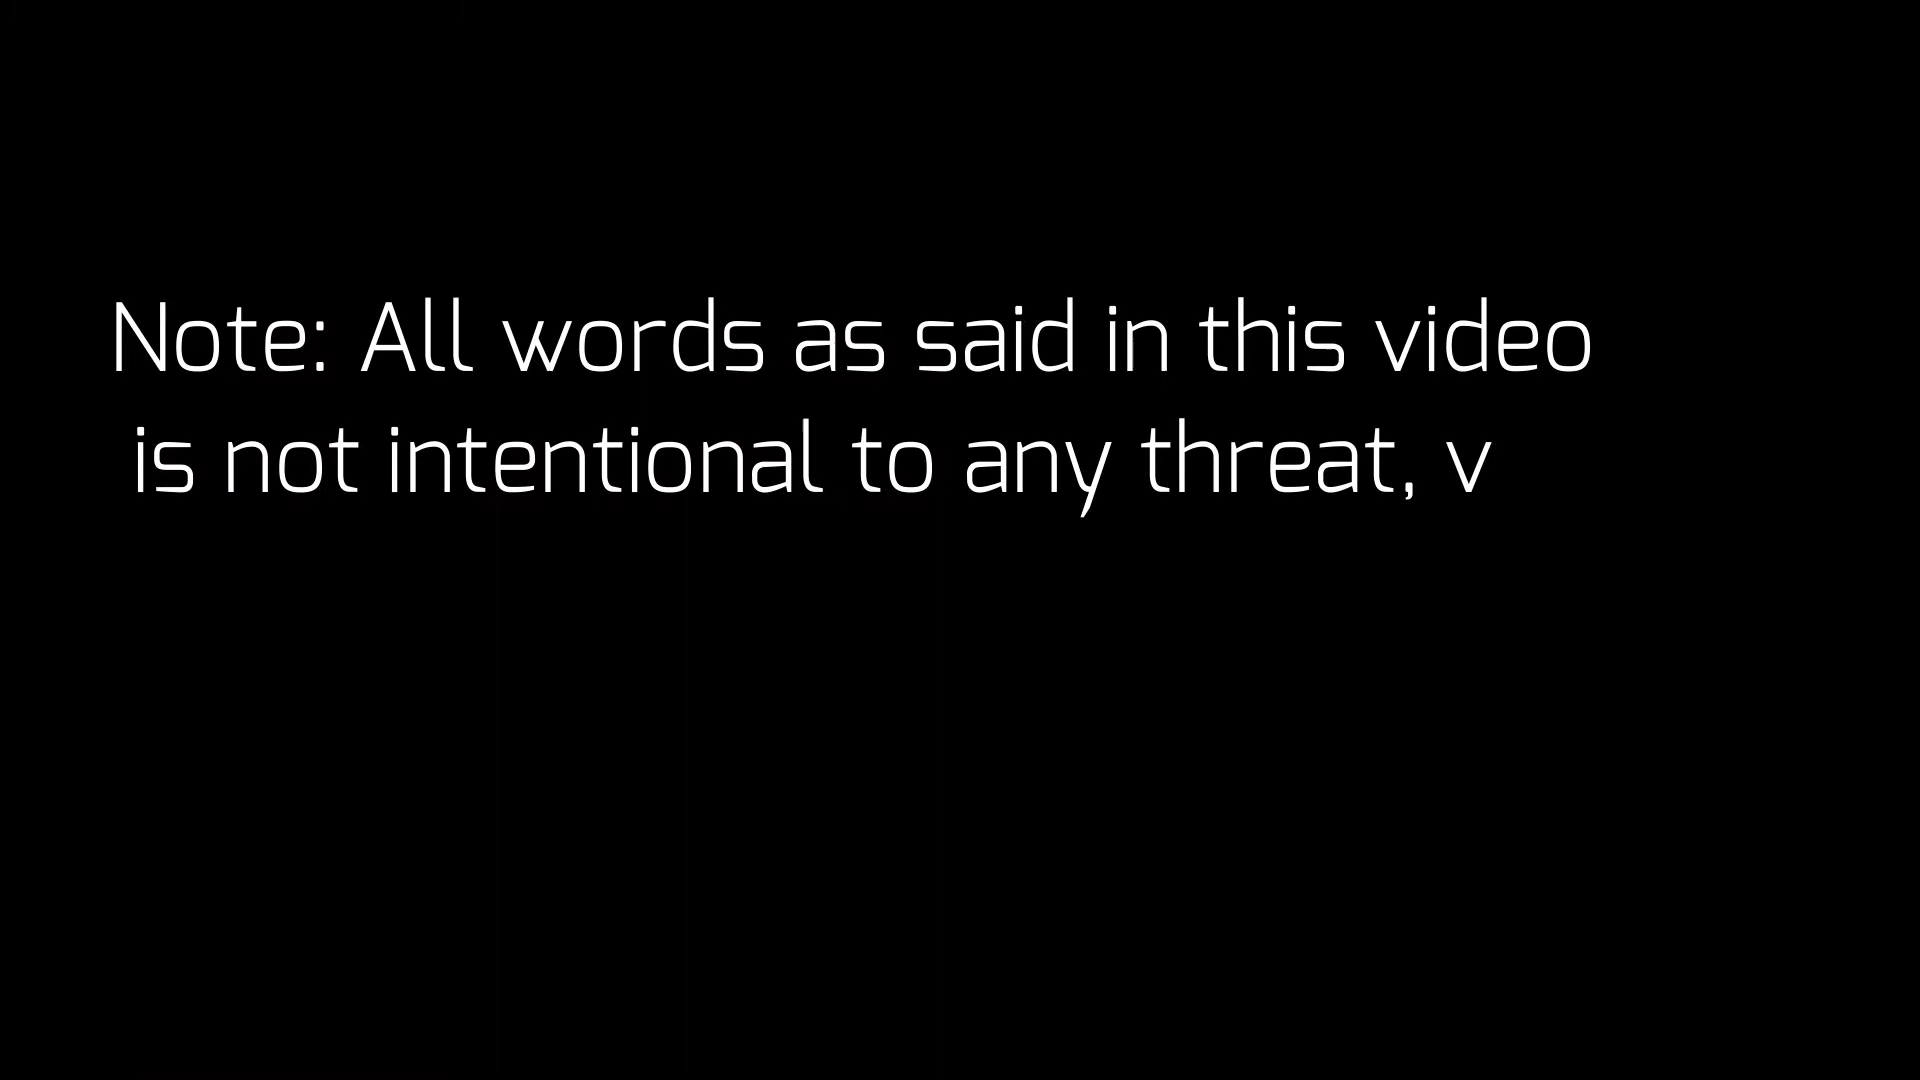 Note: All words as said in this video
is not intentional to any threat, v